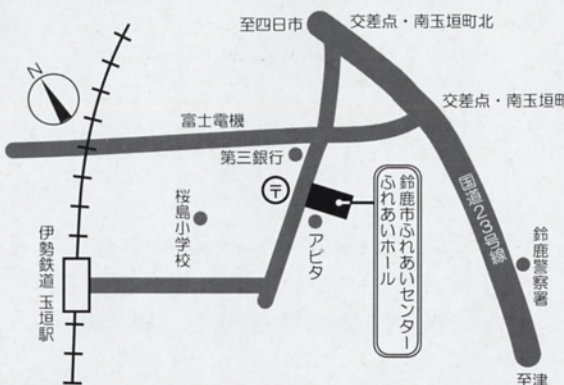 至四日市
交差点・南玉垣町北
N
交差点・南玉垣町
富士電機
第三銀行
〒
桜島小学校
アピタ
鈴鹿市ふれあいセンター
ふれあいホール
国道23号線
鈴鹿警察署
伊勢鉄道 玉垣駅
至津